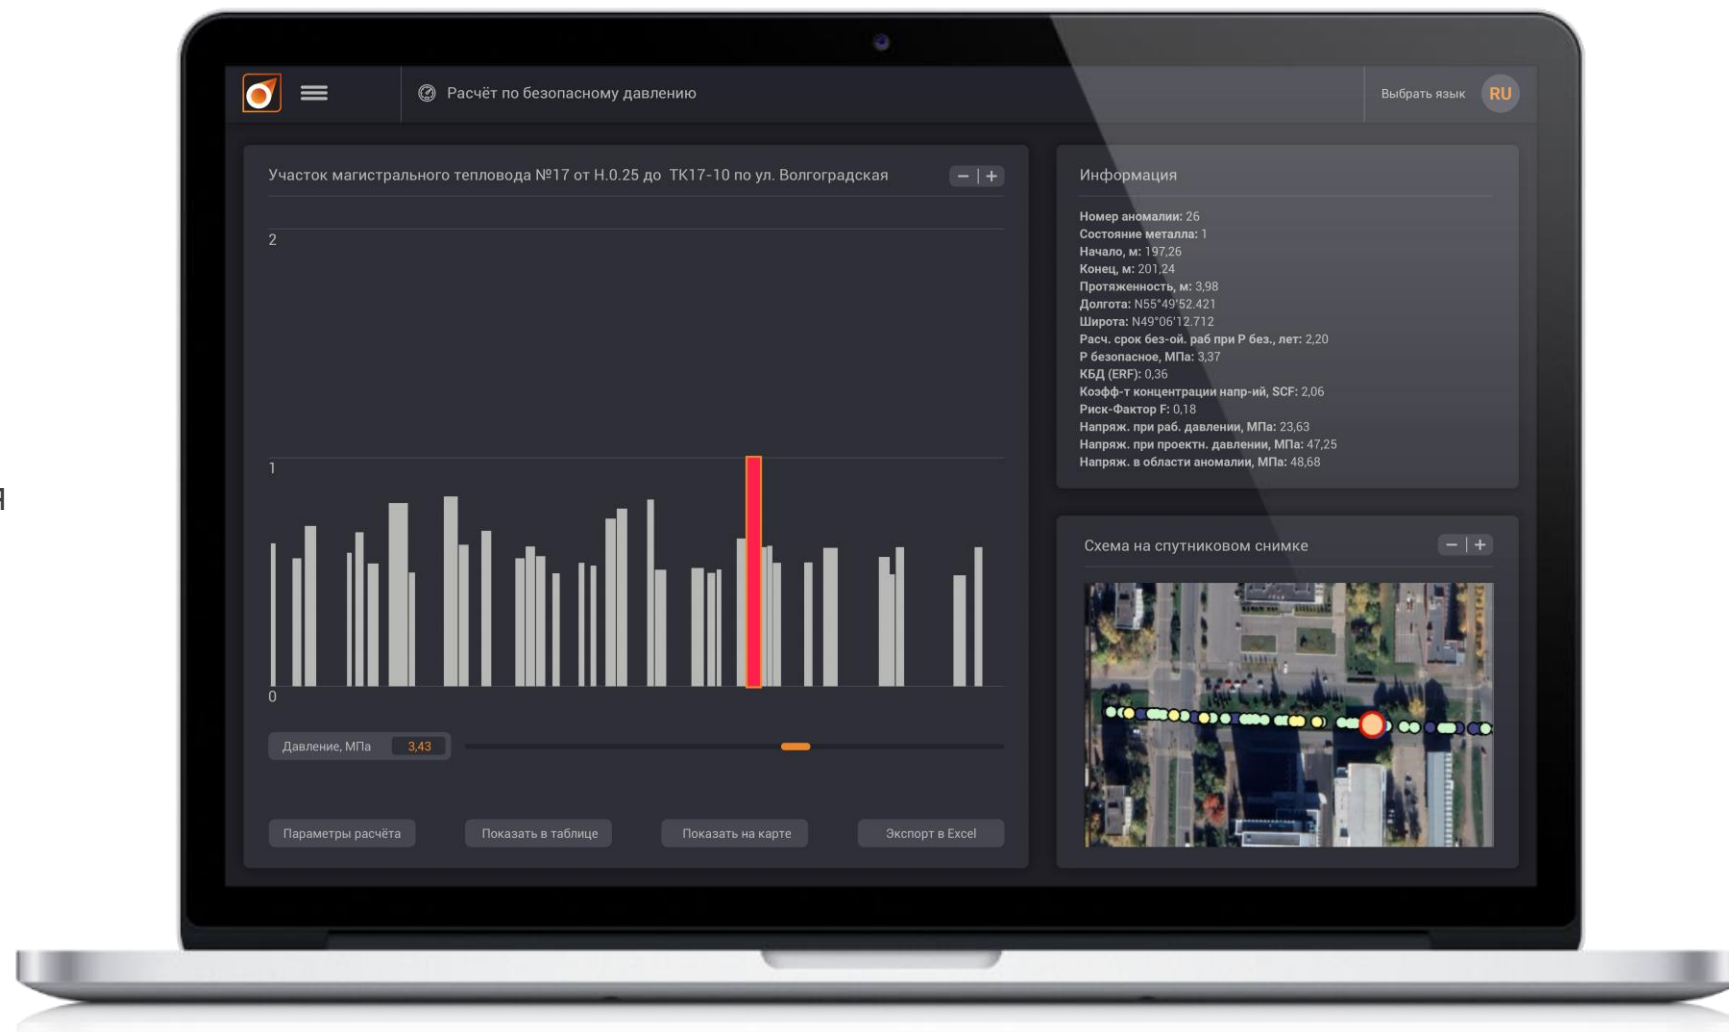 Расчёт по безопасному давлению
Выбрать язык RU
Участок магистрального тепловода №17 от Н.0.25 до ТК17-10 по ул. Волгоградская
− | +
2
1
0
Давление, МПа 3,43
Параметры расчёта
Показать в таблице
Показать на карте
Экспорт в Excel
Информация
Номер аномалии: 26
Состояние металла: 1
Начало, м: 197,26
Конец, м: 201,24
Протяженность, м: 3,98
Долгота: N55°49'52.421
Широта: N49°06'12.712
Расч. срок без-ой. раб при Р без., лет: 2,20
Р безопасное, МПа: 3,37
КБД (ERF): 0,36
Коэфф-т концентрации напр-ий, SCF: 2,06
Риск-Фактор F: 0,18
Напряж. при раб. давлении, МПа: 23,63
Напряж. при проектн. давлении, МПа: 47,25
Напряж. в области аномалии, МПа: 48,68
Схема на спутниковом снимке
− | +
я